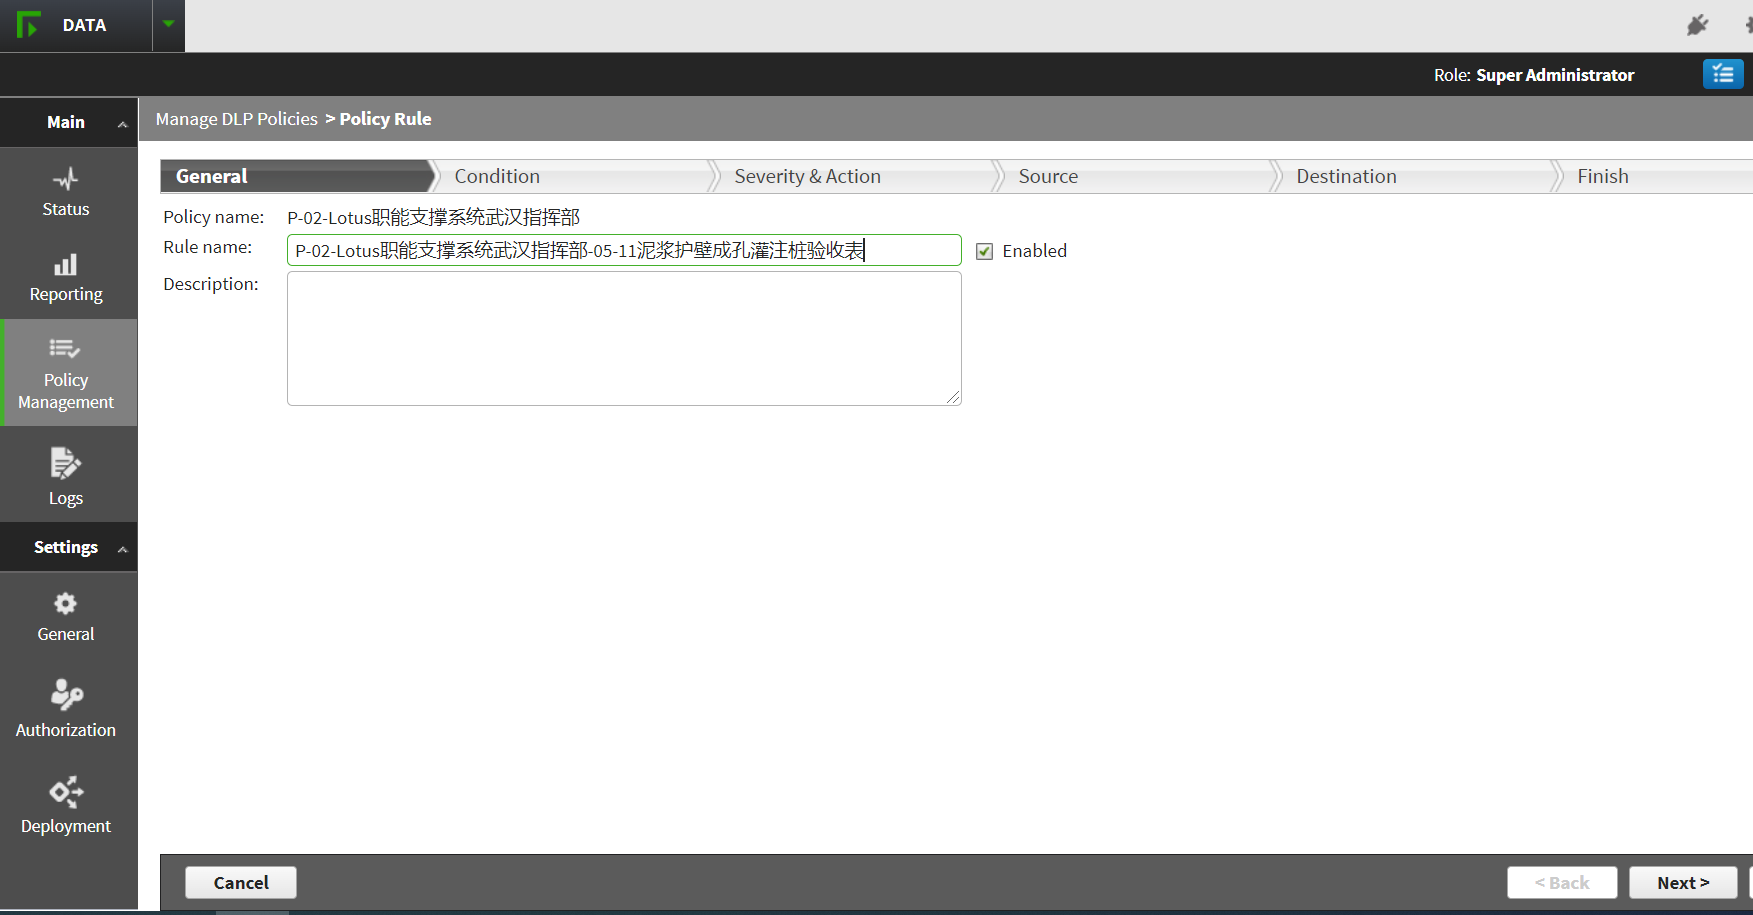 DATA
Role: Super Administrator
Main
Manage DLP Policies > Policy Rule
General
Condition
Severity & Action
Source
Destination
Finish
Policy name: P-02-Lotus职能支撑系统武汉指挥部
Rule name: P-02-Lotus职能支撑系统武汉指挥部-05-11泥浆护壁成孔灌注桩验收表
Enabled
Description:
Status
Reporting
Policy
Management
Logs
Settings
General
Authorization
Deployment
Cancel
< Back
Next >